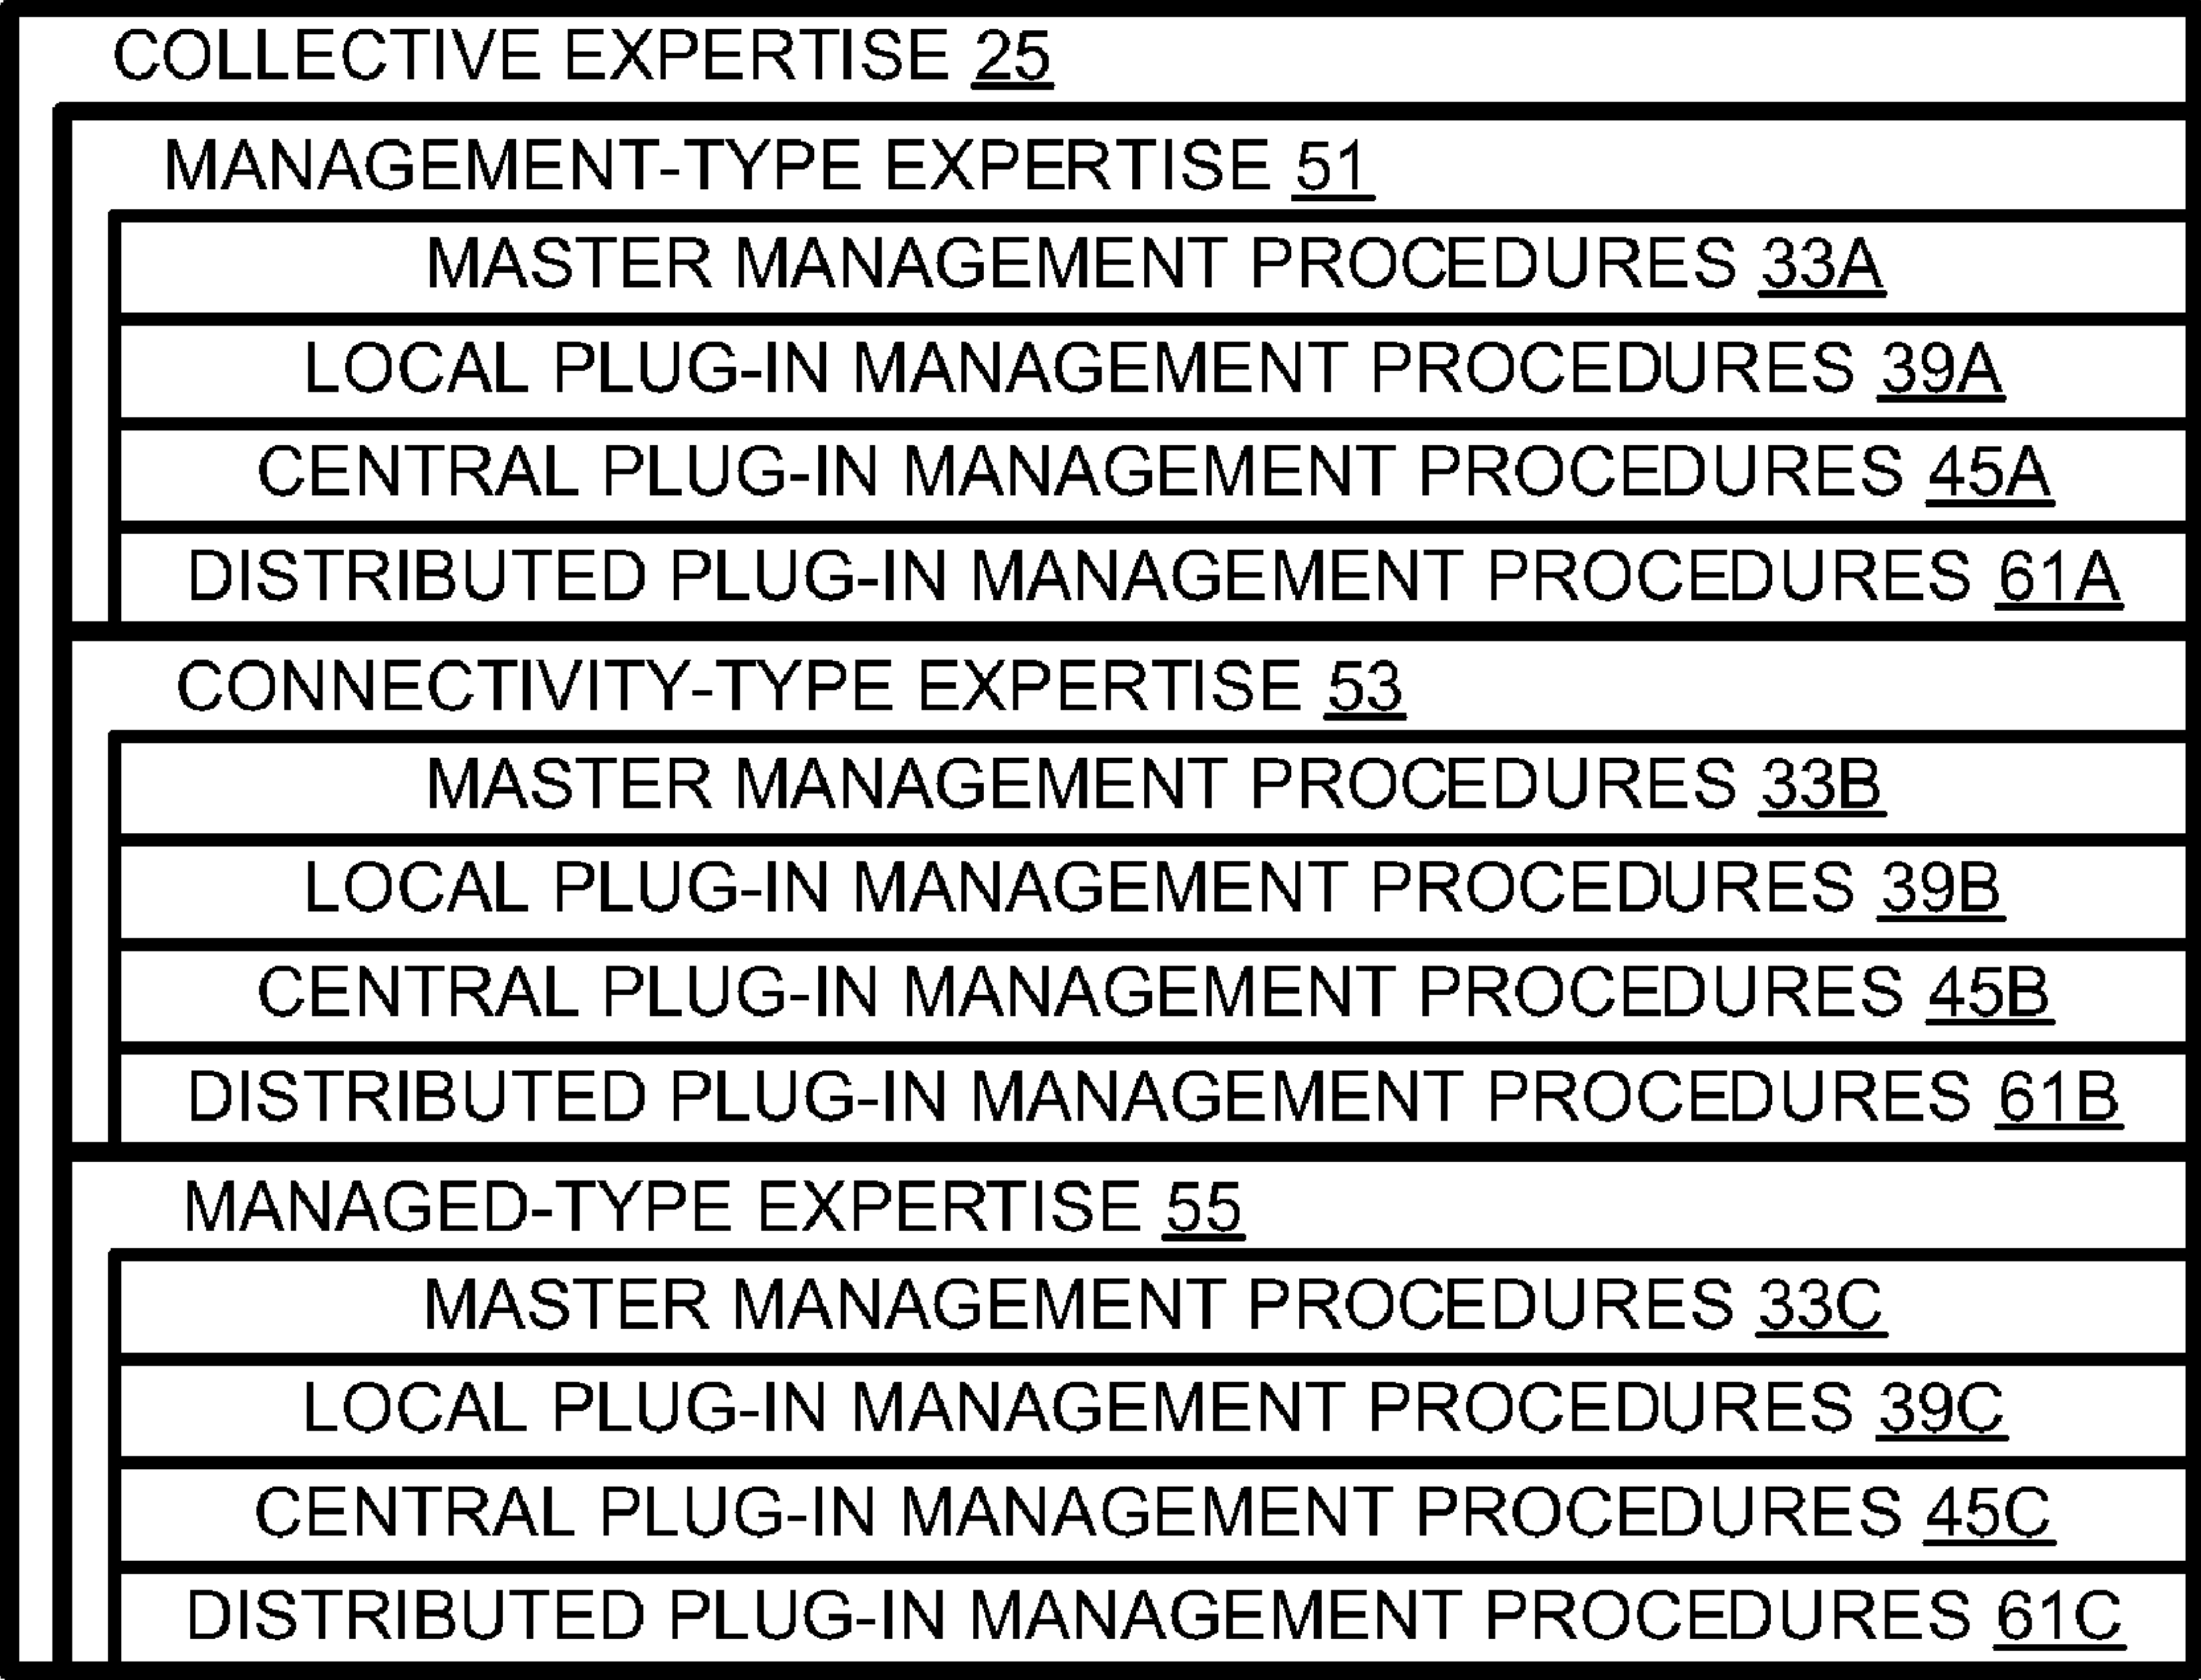 COLLECTIVE EXPERTISE 25
MANAGEMENT-TYPE EXPERTISE 51
MASTER MANAGEMENT PROCEDURES 33A
LOCAL PLUG-IN MANAGEMENT PROCEDURES 39A
CENTRAL PLUG-IN MANAGEMENT PROCEDURES 45A
DISTRIBUTED PLUG-IN MANAGEMENT PROCEDURES 61A
CONNECTIVITY-TYPE EXPERTISE 53
MASTER MANAGEMENT PROCEDURES 33B
LOCAL PLUG-IN MANAGEMENT PROCEDURES 39B
CENTRAL PLUG-IN MANAGEMENT PROCEDURES 45B
DISTRIBUTED PLUG-IN MANAGEMENT PROCEDURES 61B
MANAGED-TYPE EXPERTISE 55
MASTER MANAGEMENT PROCEDURES 33C
LOCAL PLUG-IN MANAGEMENT PROCEDURES 39C
CENTRAL PLUG-IN MANAGEMENT PROCEDURES 45C
DISTRIBUTED PLUG-IN MANAGEMENT PROCEDURES 61C